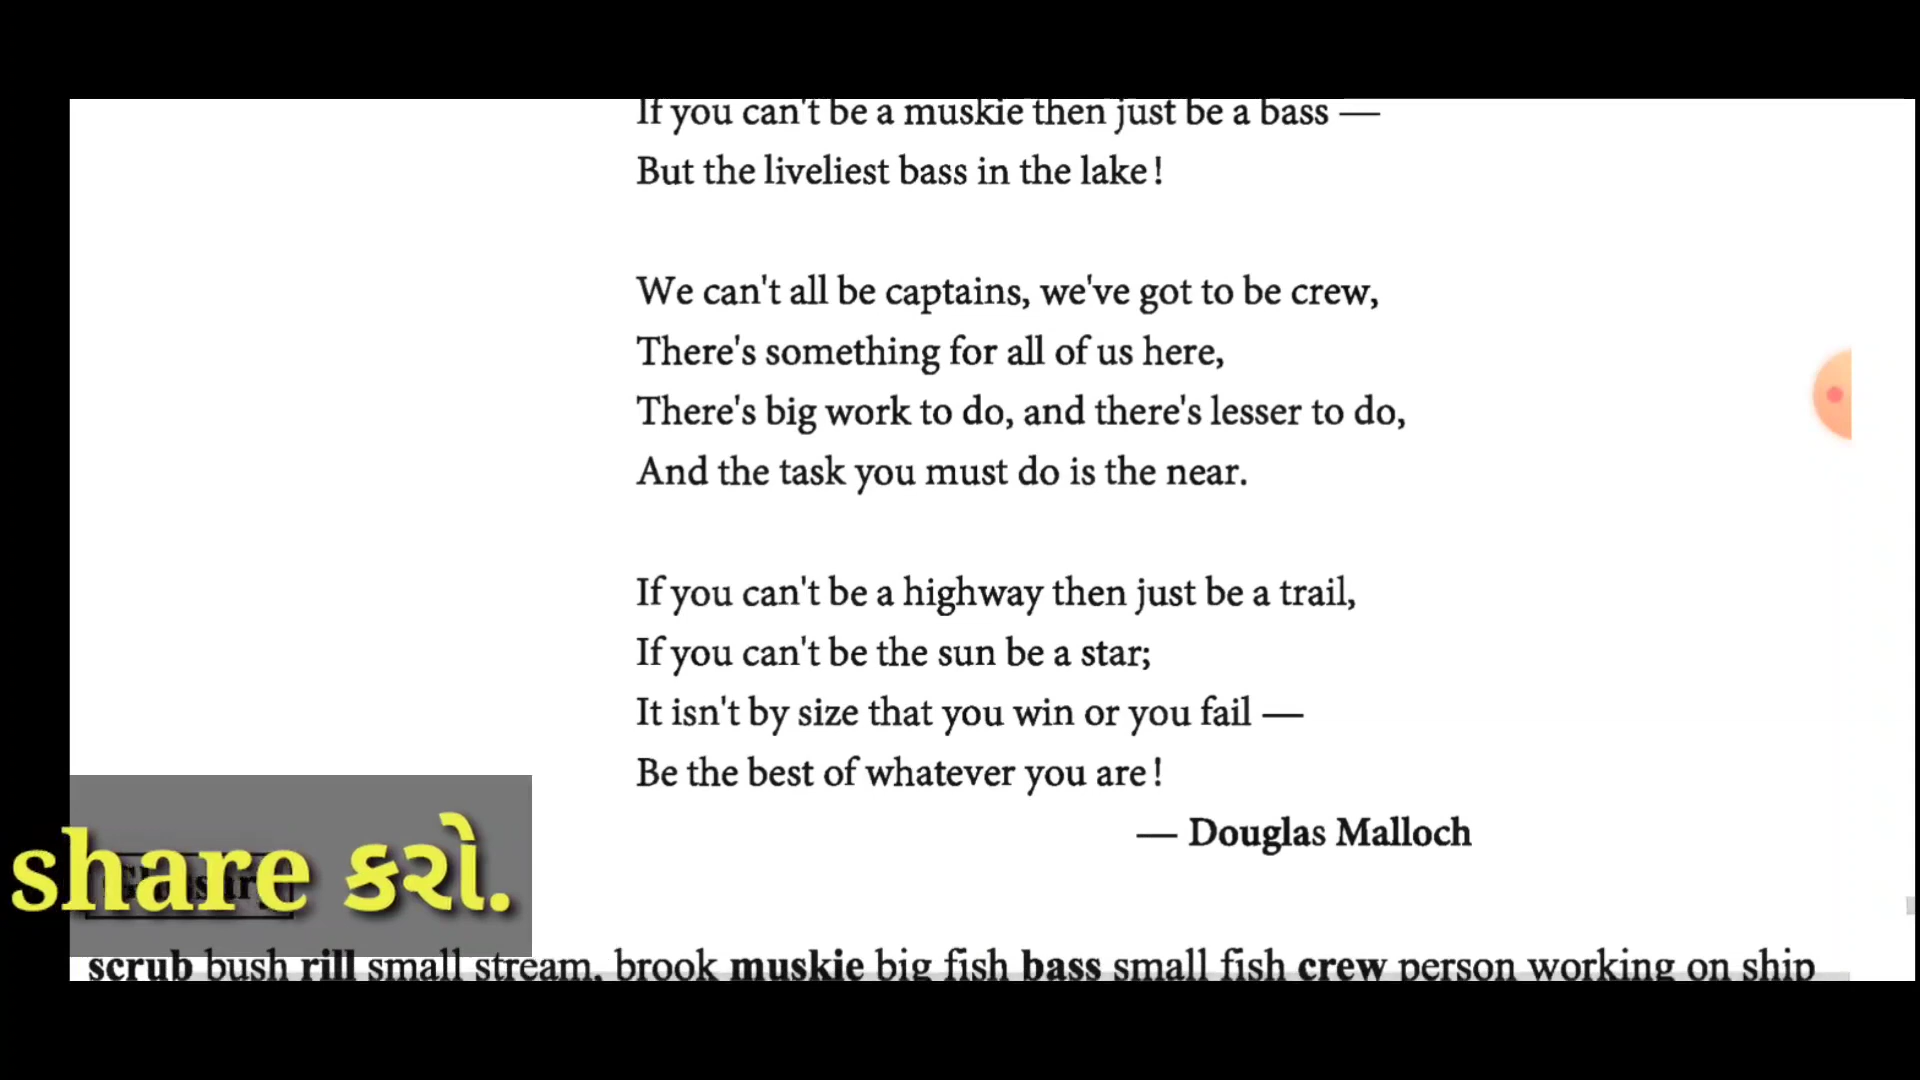 If you can't be a muskie then just be a bass —
But the liveliest bass in the lake !
We can't all be captains, we've got to be crew,
There's something for all of us here,
There's big work to do, and there's lesser to do,
And the task you must do is the near.
If you can't be a highway then just be a trail,
If you can't be the sun be a star;
It isn't by size that you win or you fail —
Be the best of whatever you are !
— Douglas Malloch
share કરો.
Glossary
scrub bush rill small stream, brook muskie big fish bass small fish crew person working on ship